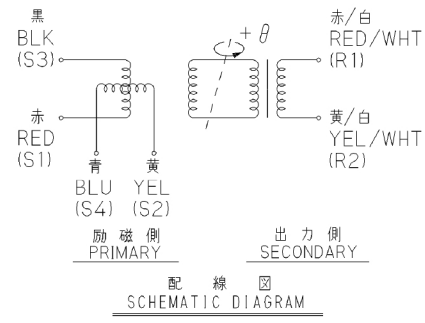 黒
BLK
(S3)
赤
RED
(S1)
青
BLU
(S4)
黄
YEL
(S2)
励磁側
PRIMARY
+θ
赤/白
RED/WHT
(R1)
黄/白
YEL/WHT
(R2)
出力側
SECONDARY
配線図
SCHEMATIC DIAGRAM